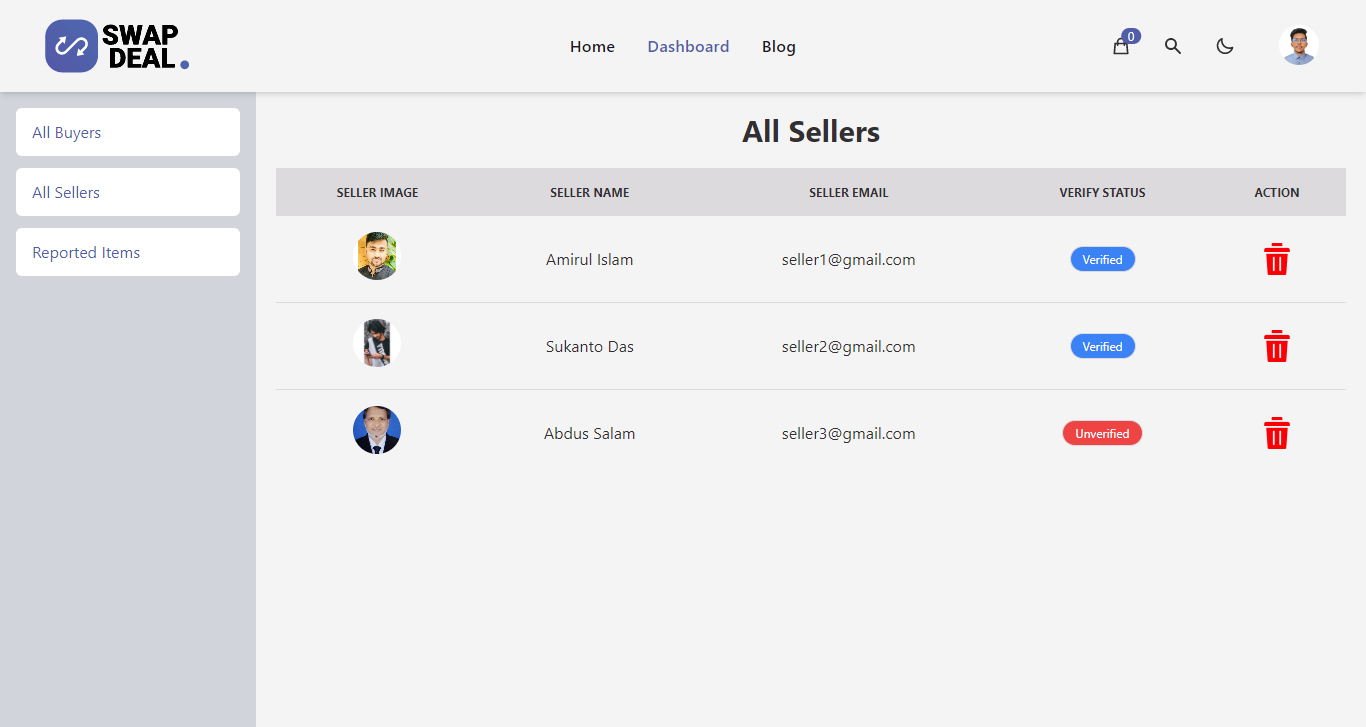 SWAP
DEAL.
Home Dashboard Blog
0
All Buyers
All Sellers
Reported Items
All Sellers
SELLER IMAGE SELLER NAME SELLER EMAIL VERIFY STATUS ACTION
Amirul Islam seller1@gmail.com Verified
Sukanto Das seller2@gmail.com Verified
Abdus Salam seller3@gmail.com Unverified